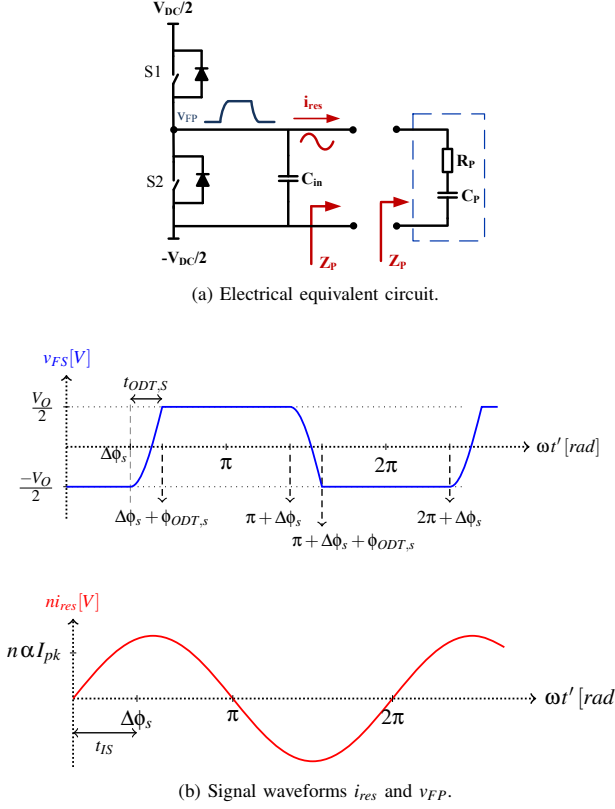 V_DC/2
S1
v_FP
i_res
S2
C_in
R_P
C_P
-V_DC/2
Z_P
Z_P
(a) Electrical equivalent circuit.
v_FS[V]
t_ODT,S
V_O/2
Δϕ_s
π
2π
ωt′[rad]
−V_O/2
Δϕ_s + ϕ_ODT,s
π + Δϕ_s
2π + Δϕ_s
π + Δϕ_s + ϕ_ODT,s
ni_res[V]
nαI_pk
Δϕ_s
π
2π
ωt′[rad
t_IS
(b) Signal waveforms i_res and v_FP.